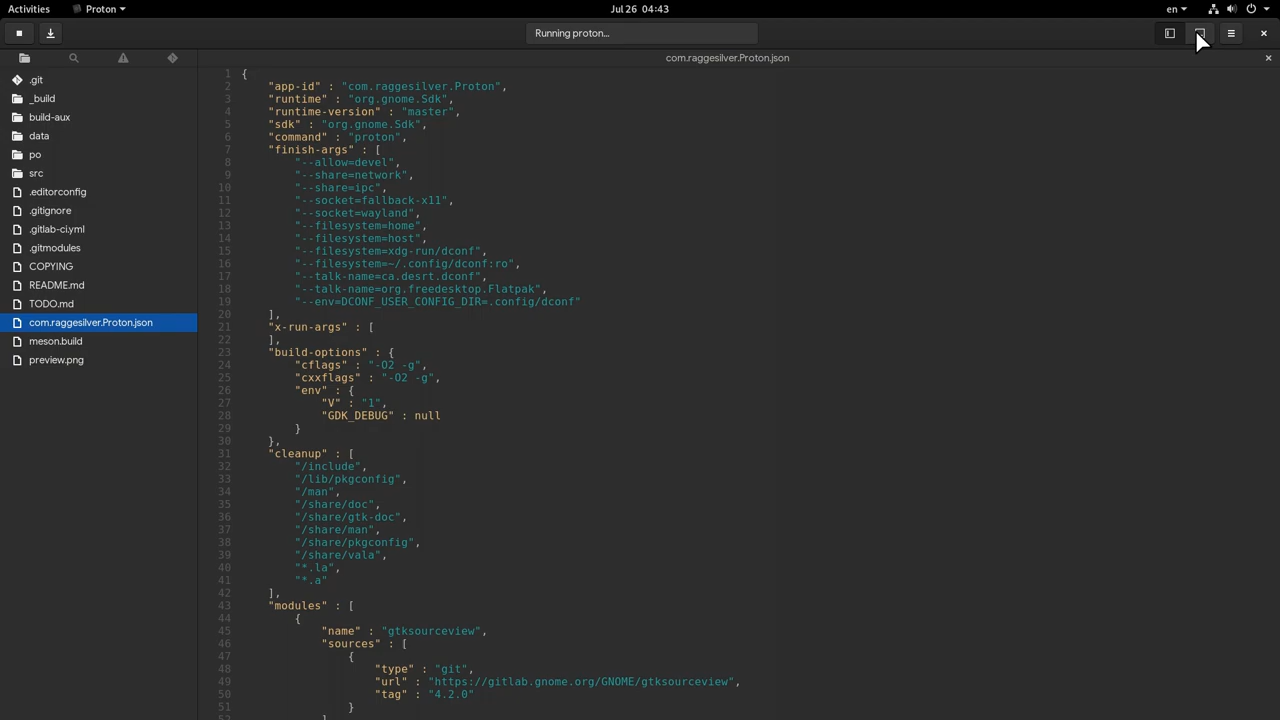 Activities
Proton
Jul 26 04:43
en
Running proton...
com.raggesilver.Proton.json
.git
_build
build-aux
data
po
src
.editorconfig
.gitignore
.gitlab-ci.yml
.gitmodules
COPYING
README.md
TODO.md
com.raggesilver.Proton.json
meson.build
preview.png
1 {
2 "app-id" : "com.raggesilver.Proton",
3 "runtime" : "org.gnome.Sdk",
4 "runtime-version" : "master",
5 "sdk" : "org.gnome.Sdk",
6 "command" : "proton",
7 "finish-args" : [
8 "--allow=devel",
9 "--share=network",
10 "--share=ipc",
11 "--socket=fallback-x11",
12 "--socket=wayland",
13 "--filesystem=home",
14 "--filesystem=host",
15 "--filesystem=xdg-run/dconf",
16 "--filesystem=~/.config/dconf:ro",
17 "--talk-name=ca.desrt.dconf",
18 "--talk-name=org.freedesktop.Flatpak",
19 "--env=DCONF_USER_CONFIG_DIR=.config/dconf"
20 ],
21 "x-run-args" : [
22 ],
23 "build-options" : {
24 "cflags" : "-O2 -g",
25 "cxxflags" : "-O2 -g",
26 "env" : {
27 "V" : "1",
28 "GDK_DEBUG" : null
29 }
30 },
31 "cleanup" : [
32 "/include",
33 "/lib/pkgconfig",
34 "/man",
35 "/share/doc",
36 "/share/gtk-doc",
37 "/share/man",
38 "/share/pkgconfig",
39 "/share/vala",
40 "*.la",
41 "*.a"
42 ],
43 "modules" : [
44 {
45 "name" : "gtksourceview",
46 "sources" : [
47 {
48 "type" : "git",
49 "url" : "https://gitlab.gnome.org/GNOME/gtksourceview",
50 "tag" : "4.2.0"
51 }
52 ]